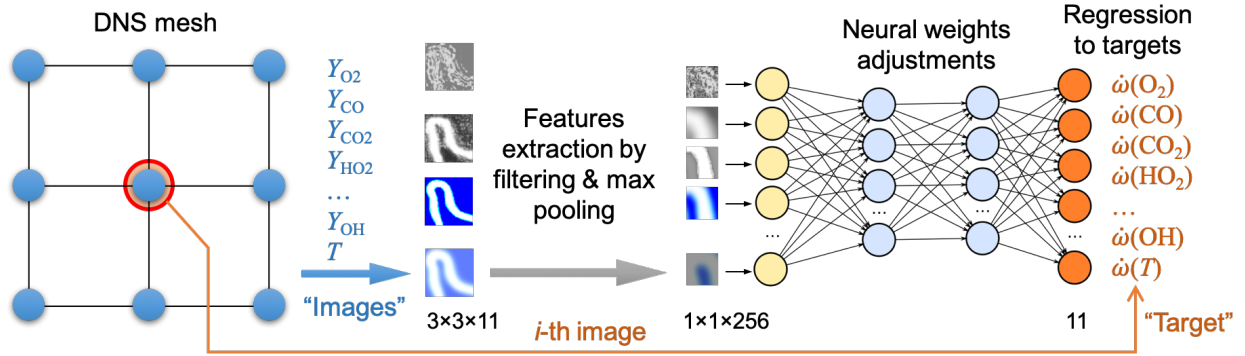 DNS mesh
Y_O2
Y_CO
Y_CO2
Y_HO2
...
Y_OH
T
"Images"
3×3×11
Features
extraction by
filtering & max
pooling
i-th image
1×1×256
...
Neural weights
adjustments
...
...
Regression
to targets
...
ω̇(O₂)
ω̇(CO)
ω̇(CO₂)
ω̇(HO₂)
...
ω̇(OH)
ω̇(T)
11
"Target"